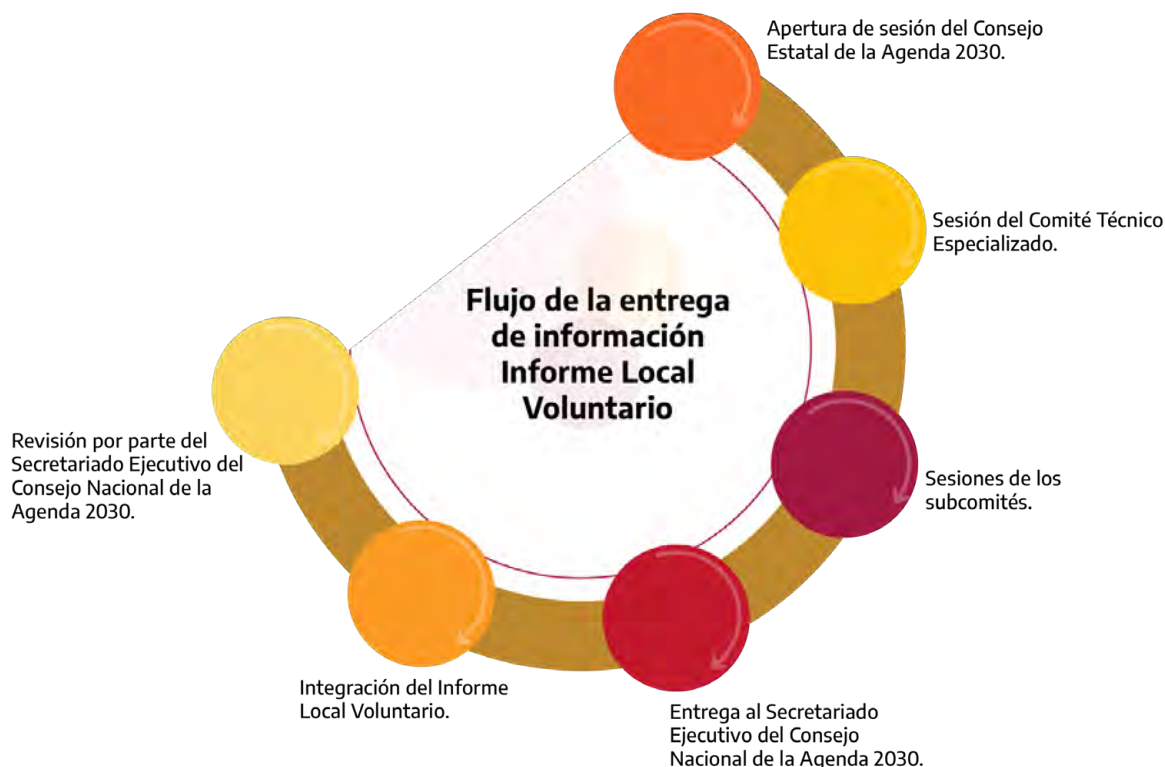 Apertura de sesión del Consejo
Estatal de la Agenda 2030.
Sesión del Comité Técnico
Especializado.
Flujo de la entrega
de información
Informe Local
Voluntario
Sesiones de los
subcomités.
Entrega al Secretariado
Ejecutivo del Consejo
Nacional de la Agenda 2030.
Integración del Informe
Local Voluntario.
Revisión por parte del
Secretariado Ejecutivo del
Consejo Nacional de la
Agenda 2030.